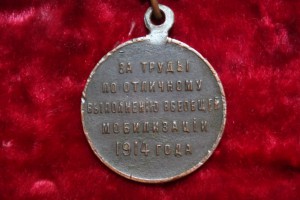 ЗА ТРУДЫ
ПО ОТЛИЧНОМУ
ВЫПОЛНЕНІЮ ВСЕОБЩЕЙ
МОБИЛИЗАЦІИ
1914 ГОДА